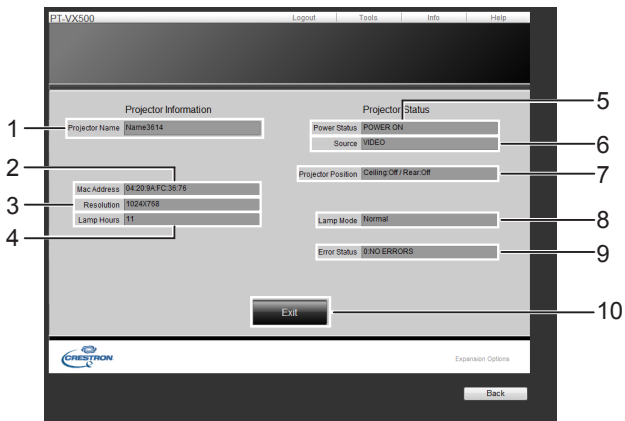 PT-VX500 Logout Tools Info Help
Projector Information
Projector Status
5
1
Projector Name Name3614
Power Status POWER ON
Source VIDEO
6
2
Projector Position Ceiling:Off / Rear:Off
7
Mac Address 04:20:9A:FC:36:76
3
Resolution 1024X768
Lamp Hours 11
4
Lamp Mode Normal
8
Error Status 0:NO ERRORS
9
Exit
10
CRESTRON
Expansion Options
Back